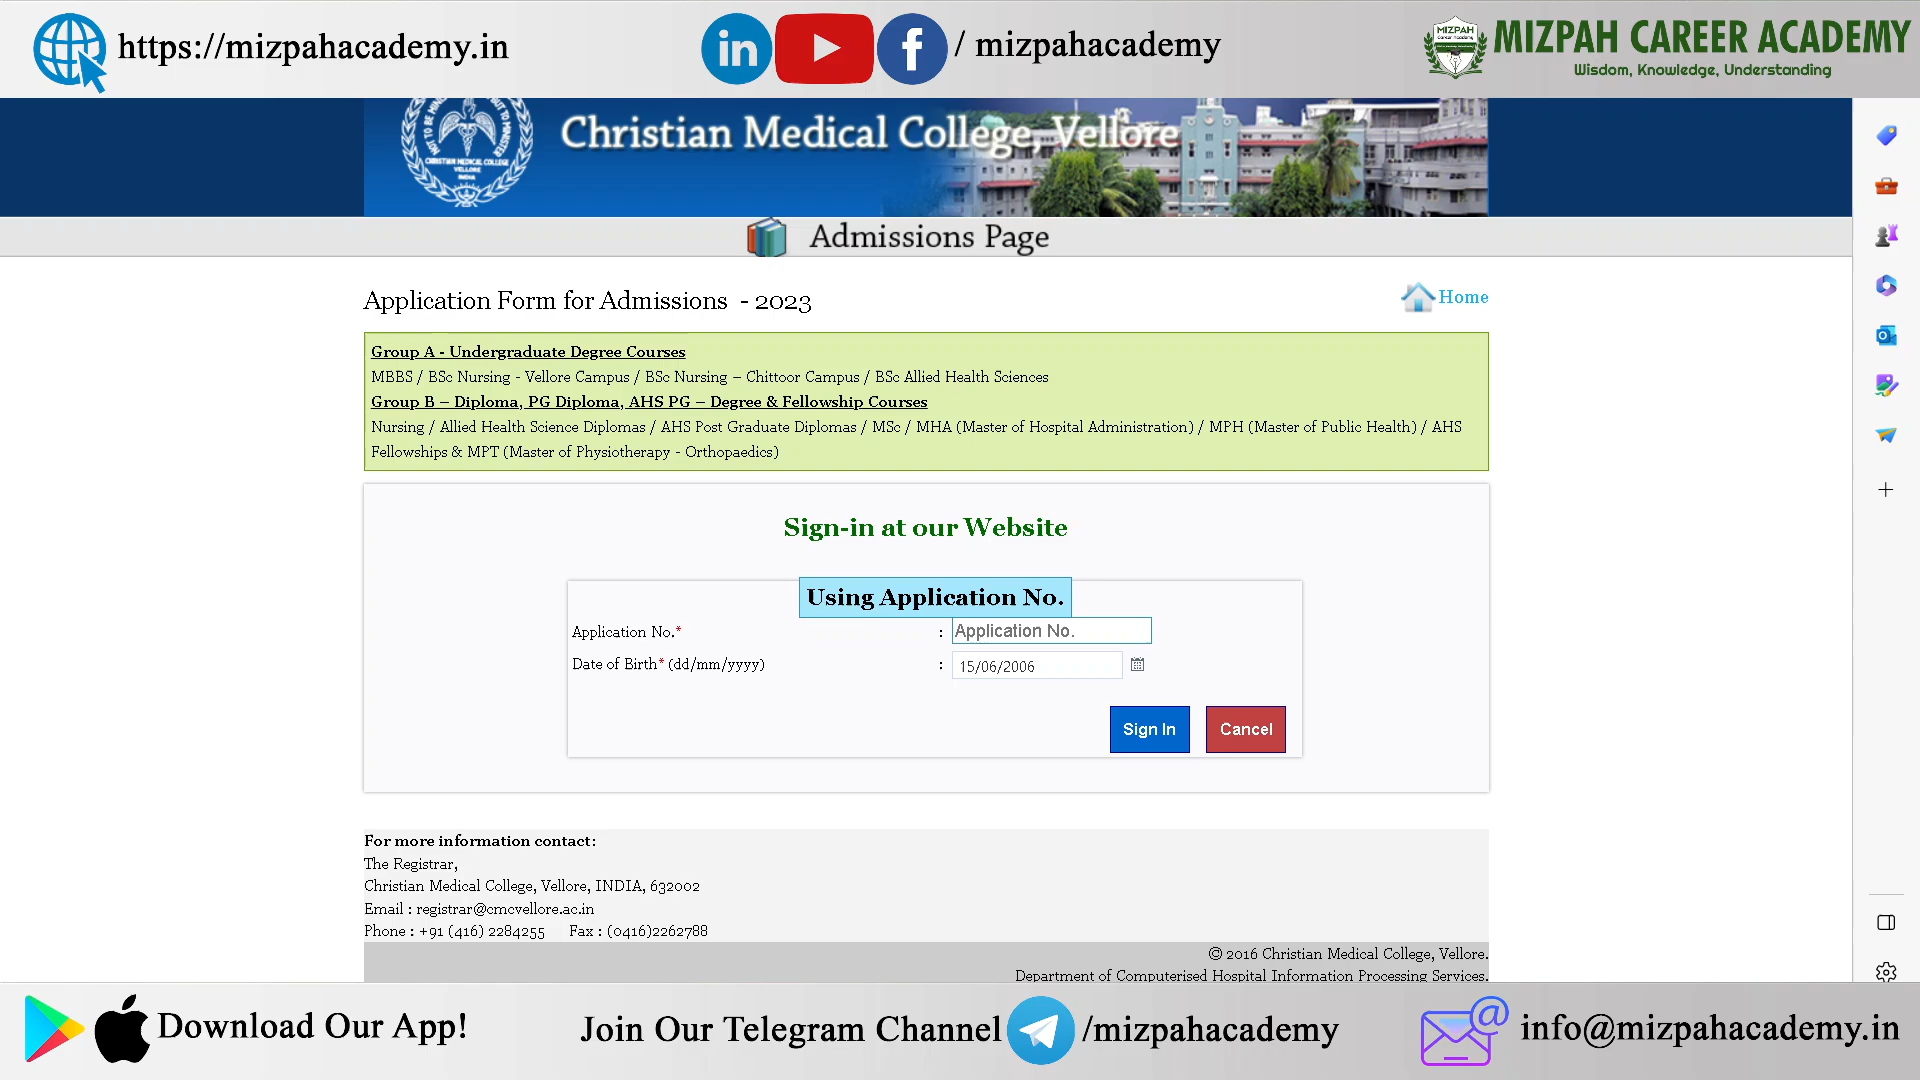 https://mizpahacademy.in
in f / mizpahacademy
MIZPAH
MIZPAH CAREER ACADEMY
Wisdom, Knowledge, Understanding
CHRISTIAN MEDICAL COLLEGE
VELLORE
INDIA
Christian Medical College, Vellore
Admissions Page
Application Form for Admissions - 2023
Home
Group A - Undergraduate Degree Courses
MBBS / BSc Nursing - Vellore Campus / BSc Nursing – Chittoor Campus / BSc Allied Health Sciences
Group B – Diploma, PG Diploma, AHS PG – Degree & Fellowship Courses
Nursing / Allied Health Science Diplomas / AHS Post Graduate Diplomas / MSc / MHA (Master of Hospital Administration) / MPH (Master of Public Health) / AHS
Fellowships & MPT (Master of Physiotherapy - Orthopaedics)
Sign-in at our Website
Using Application No.
Application No.* : Application No.
Date of Birth* (dd/mm/yyyy) : 15/06/2006
Sign In Cancel
For more information contact:
The Registrar,
Christian Medical College, Vellore, INDIA, 632002
Email : registrar@cmcvellore.ac.in
Phone : +91 (416) 2284255 Fax : (0416)2262788
© 2016 Christian Medical College, Vellore.
Department of Computerised Hospital Information Processing Services.
Download Our App!
Join Our Telegram Channel /mizpahacademy
@ info@mizpahacademy.in